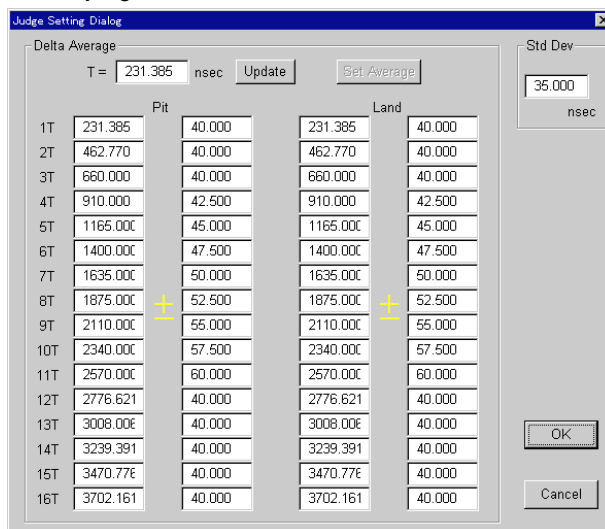 Judge Setting Dialog
Delta Average
Std Dev
T = 231.385 nsec Update Set Average
35.000
nsec
Pit Land
1T 231.385 40.000 231.385 40.000
2T 462.770 40.000 462.770 40.000
3T 660.000 40.000 660.000 40.000
4T 910.000 42.500 910.000 42.500
5T 1165.000 45.000 1165.000 45.000
6T 1400.000 47.500 1400.000 47.500
7T 1635.000 50.000 1635.000 50.000
8T 1875.000 ± 52.500 1875.000 ± 52.500
9T 2110.000 55.000 2110.000 55.000
10T 2340.000 57.500 2340.000 57.500
11T 2570.000 60.000 2570.000 60.000
12T 2776.621 40.000 2776.621 40.000
13T 3008.006 40.000 3008.006 40.000
14T 3239.391 40.000 3239.391 40.000
15T 3470.776 40.000 3470.776 40.000
16T 3702.161 40.000 3702.161 40.000
OK
Cancel